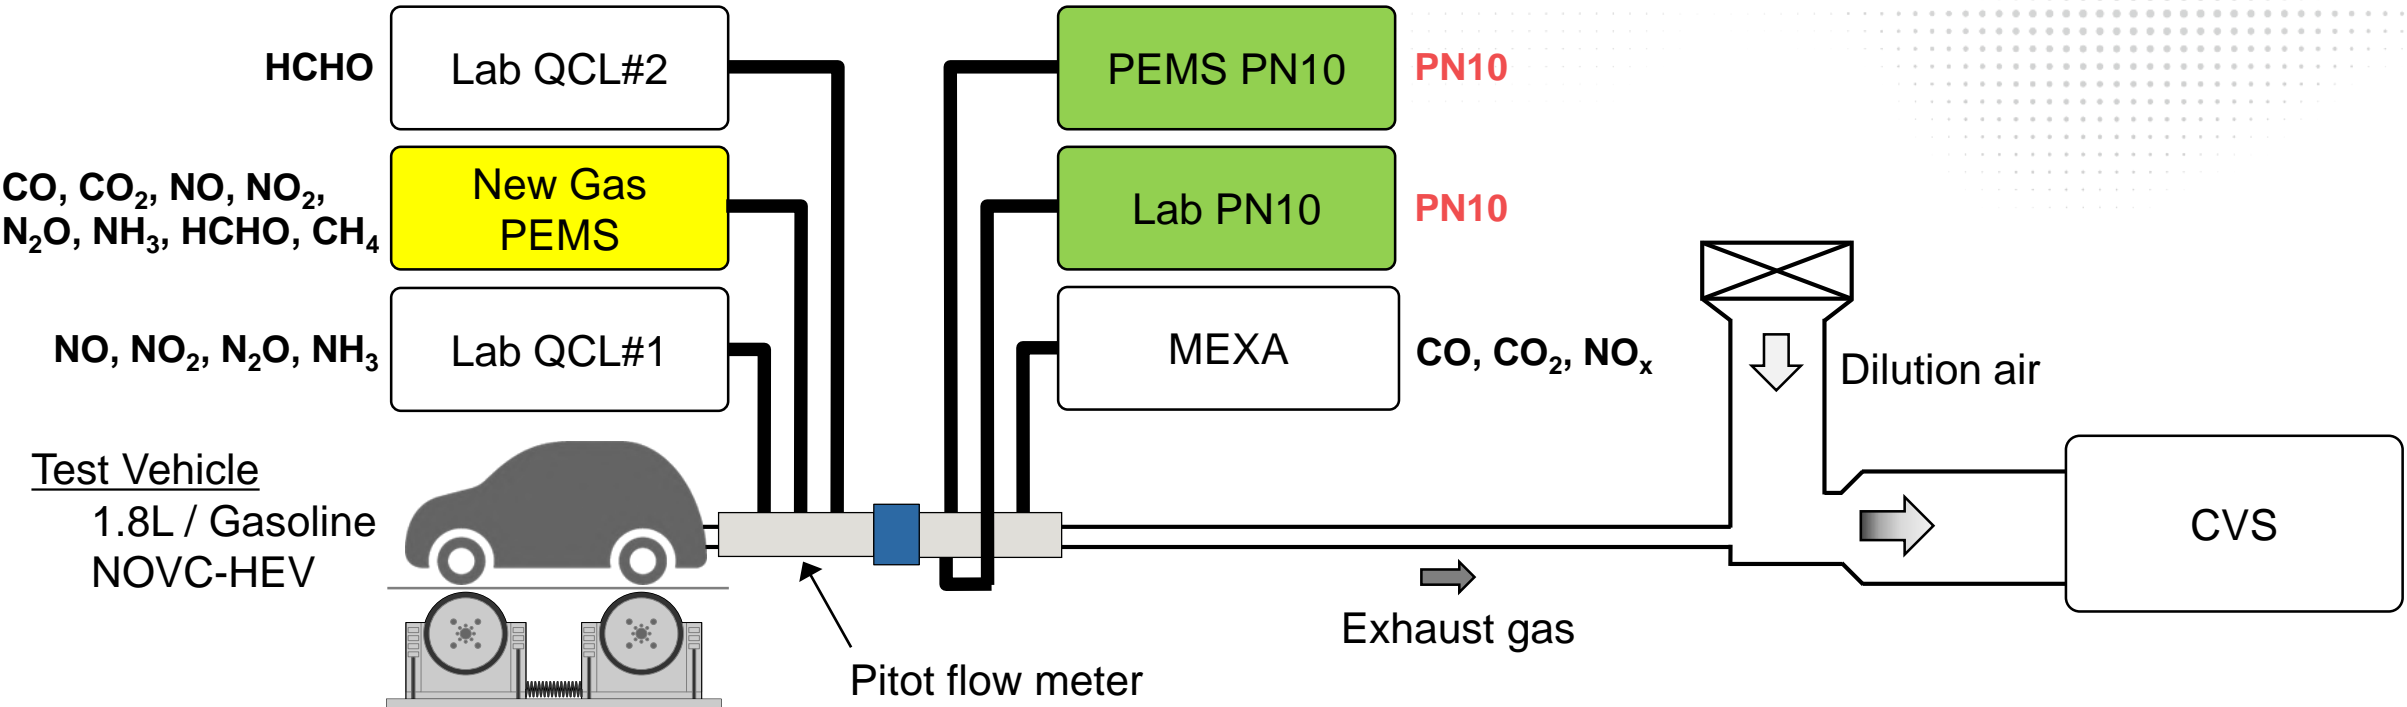 HCHO
Lab QCL#2
PEMS PN10
PN10
CO, CO₂, NO, NO₂,
N₂O, NH₃, HCHO, CH₄
New Gas
PEMS
Lab PN10
PN10
NO, NO₂, N₂O, NH₃
Lab QCL#1
MEXA
CO, CO₂, NOₓ
Dilution air
Test Vehicle
1.8L / Gasoline
NOVC-HEV
CVS
Exhaust gas
Pitot flow meter